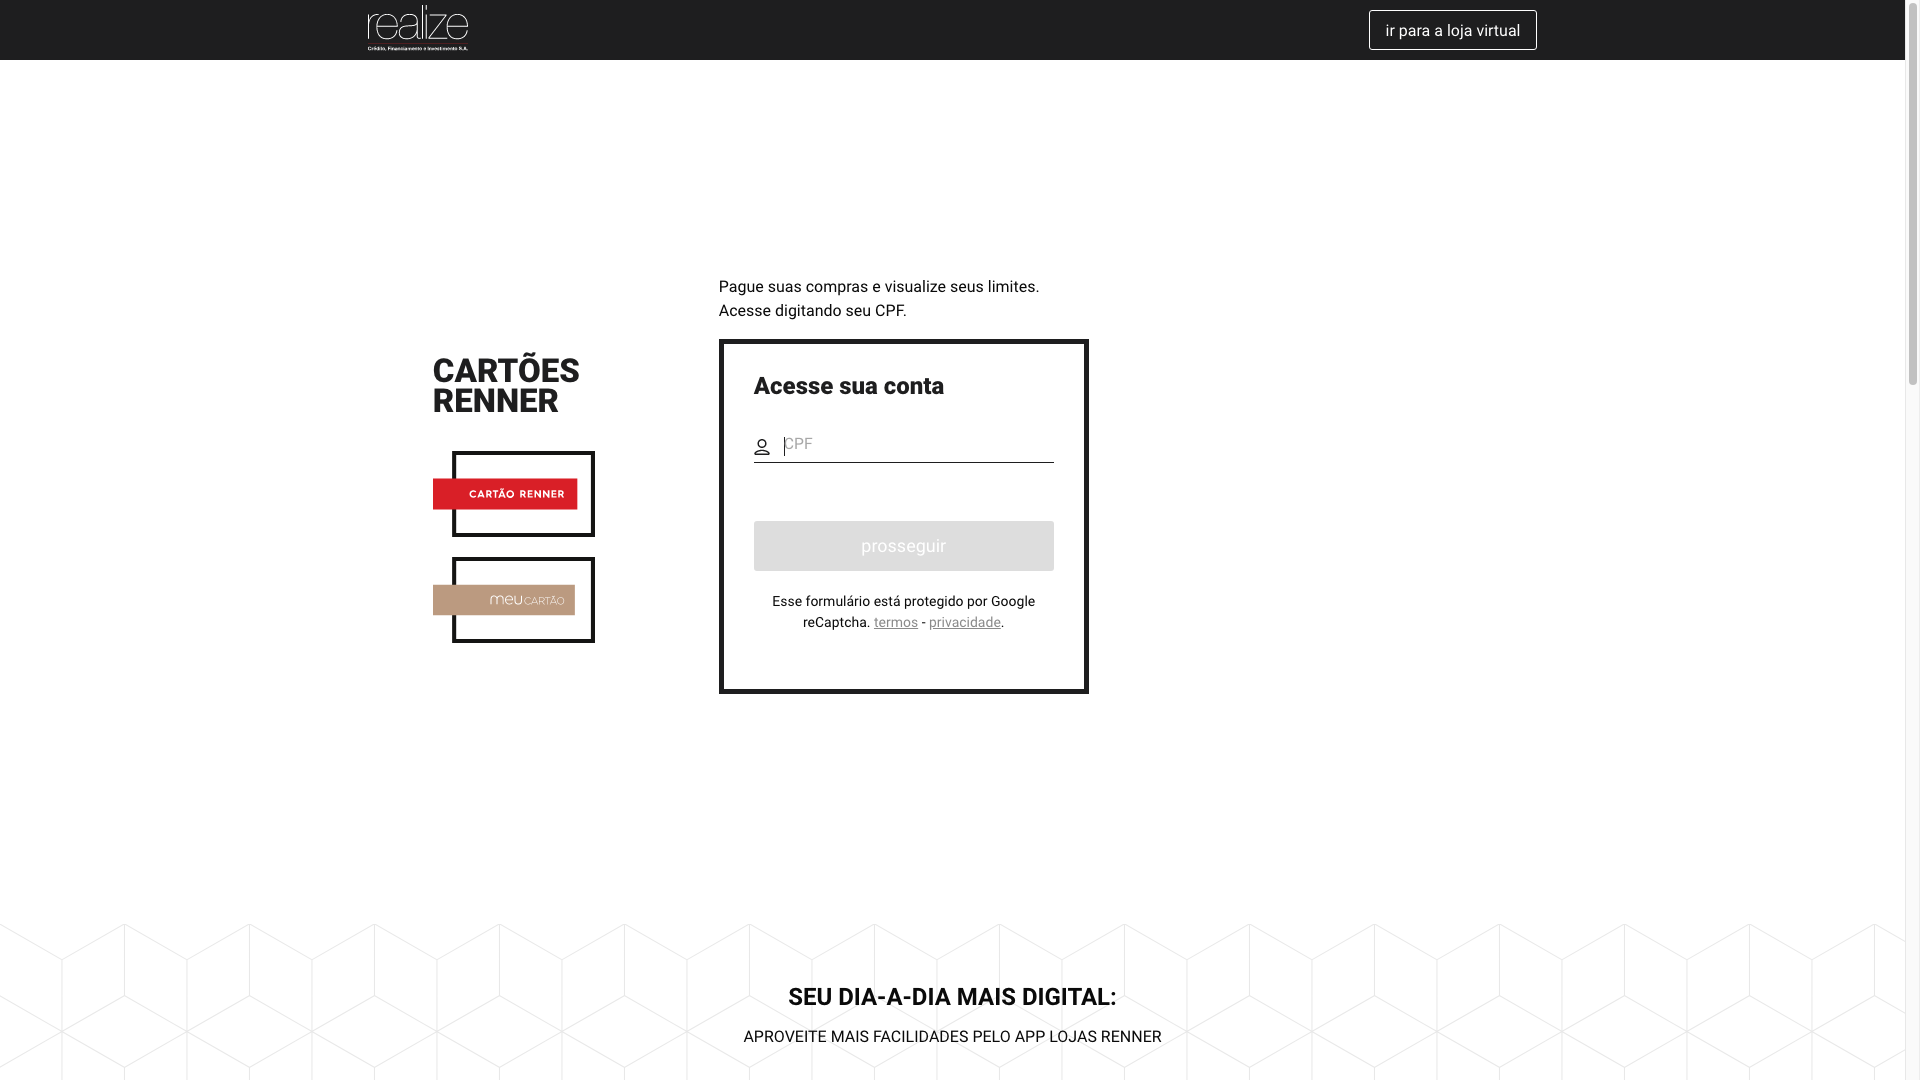 realize
Crédito, Financiamento e Investimento S.A.
ir para a loja virtual
Pague suas compras e visualize seus limites.
Acesse digitando seu CPF.
CARTÕES
RENNER
CARTÃO RENNER
meu CARTÃO
Acesse sua conta
CPF
prosseguir
Esse formulário está protegido por Google
reCaptcha. termos - privacidade.
SEU DIA-A-DIA MAIS DIGITAL:
APROVEITE MAIS FACILIDADES PELO APP LOJAS RENNER